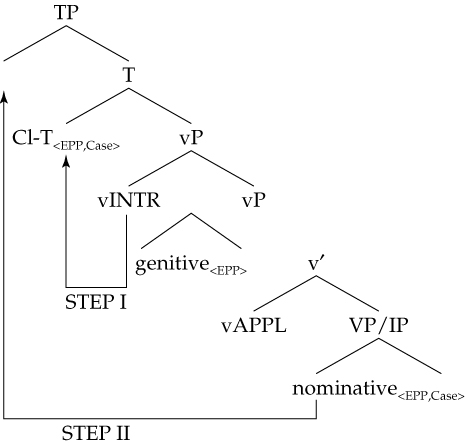 TP
T
Cl-T<EPP,Case> vP
vINTR vP
genitive<EPP> v′
STEP I
vAPPL VP/IP
nominative<EPP,Case>
STEP II